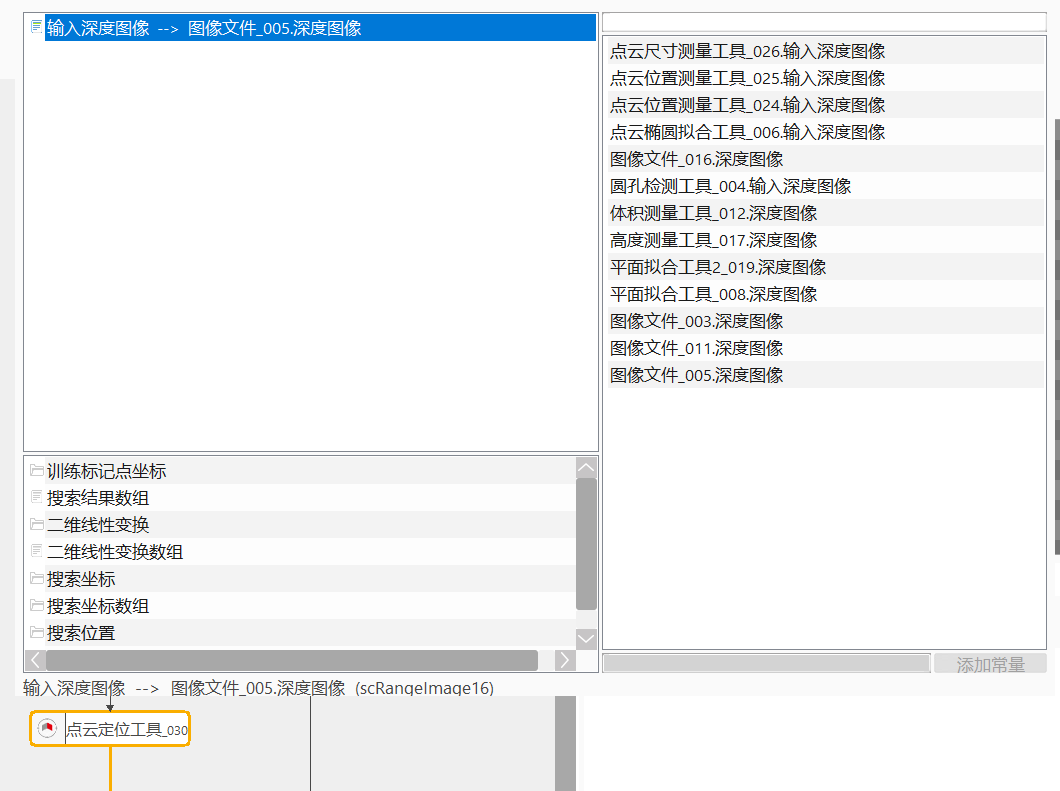 输入深度图像 --> 图像文件_005.深度图像
点云尺寸测量工具_026.输入深度图像
点云位置测量工具_025.输入深度图像
点云位置测量工具_024.输入深度图像
点云椭圆拟合工具_006.输入深度图像
图像文件_016.深度图像
圆孔检测工具_004.输入深度图像
体积测量工具_012.深度图像
高度测量工具_017.深度图像
平面拟合工具2_019.深度图像
平面拟合工具_008.深度图像
图像文件_003.深度图像
图像文件_011.深度图像
图像文件_005.深度图像
训练标记点坐标
搜索结果数组
二维线性变换
二维线性变换数组
搜索坐标
搜索坐标数组
搜索位置
添加常量
输入深度图像 --> 图像文件_005.深度图像 (scRangeImage16)
点云定位工具_030